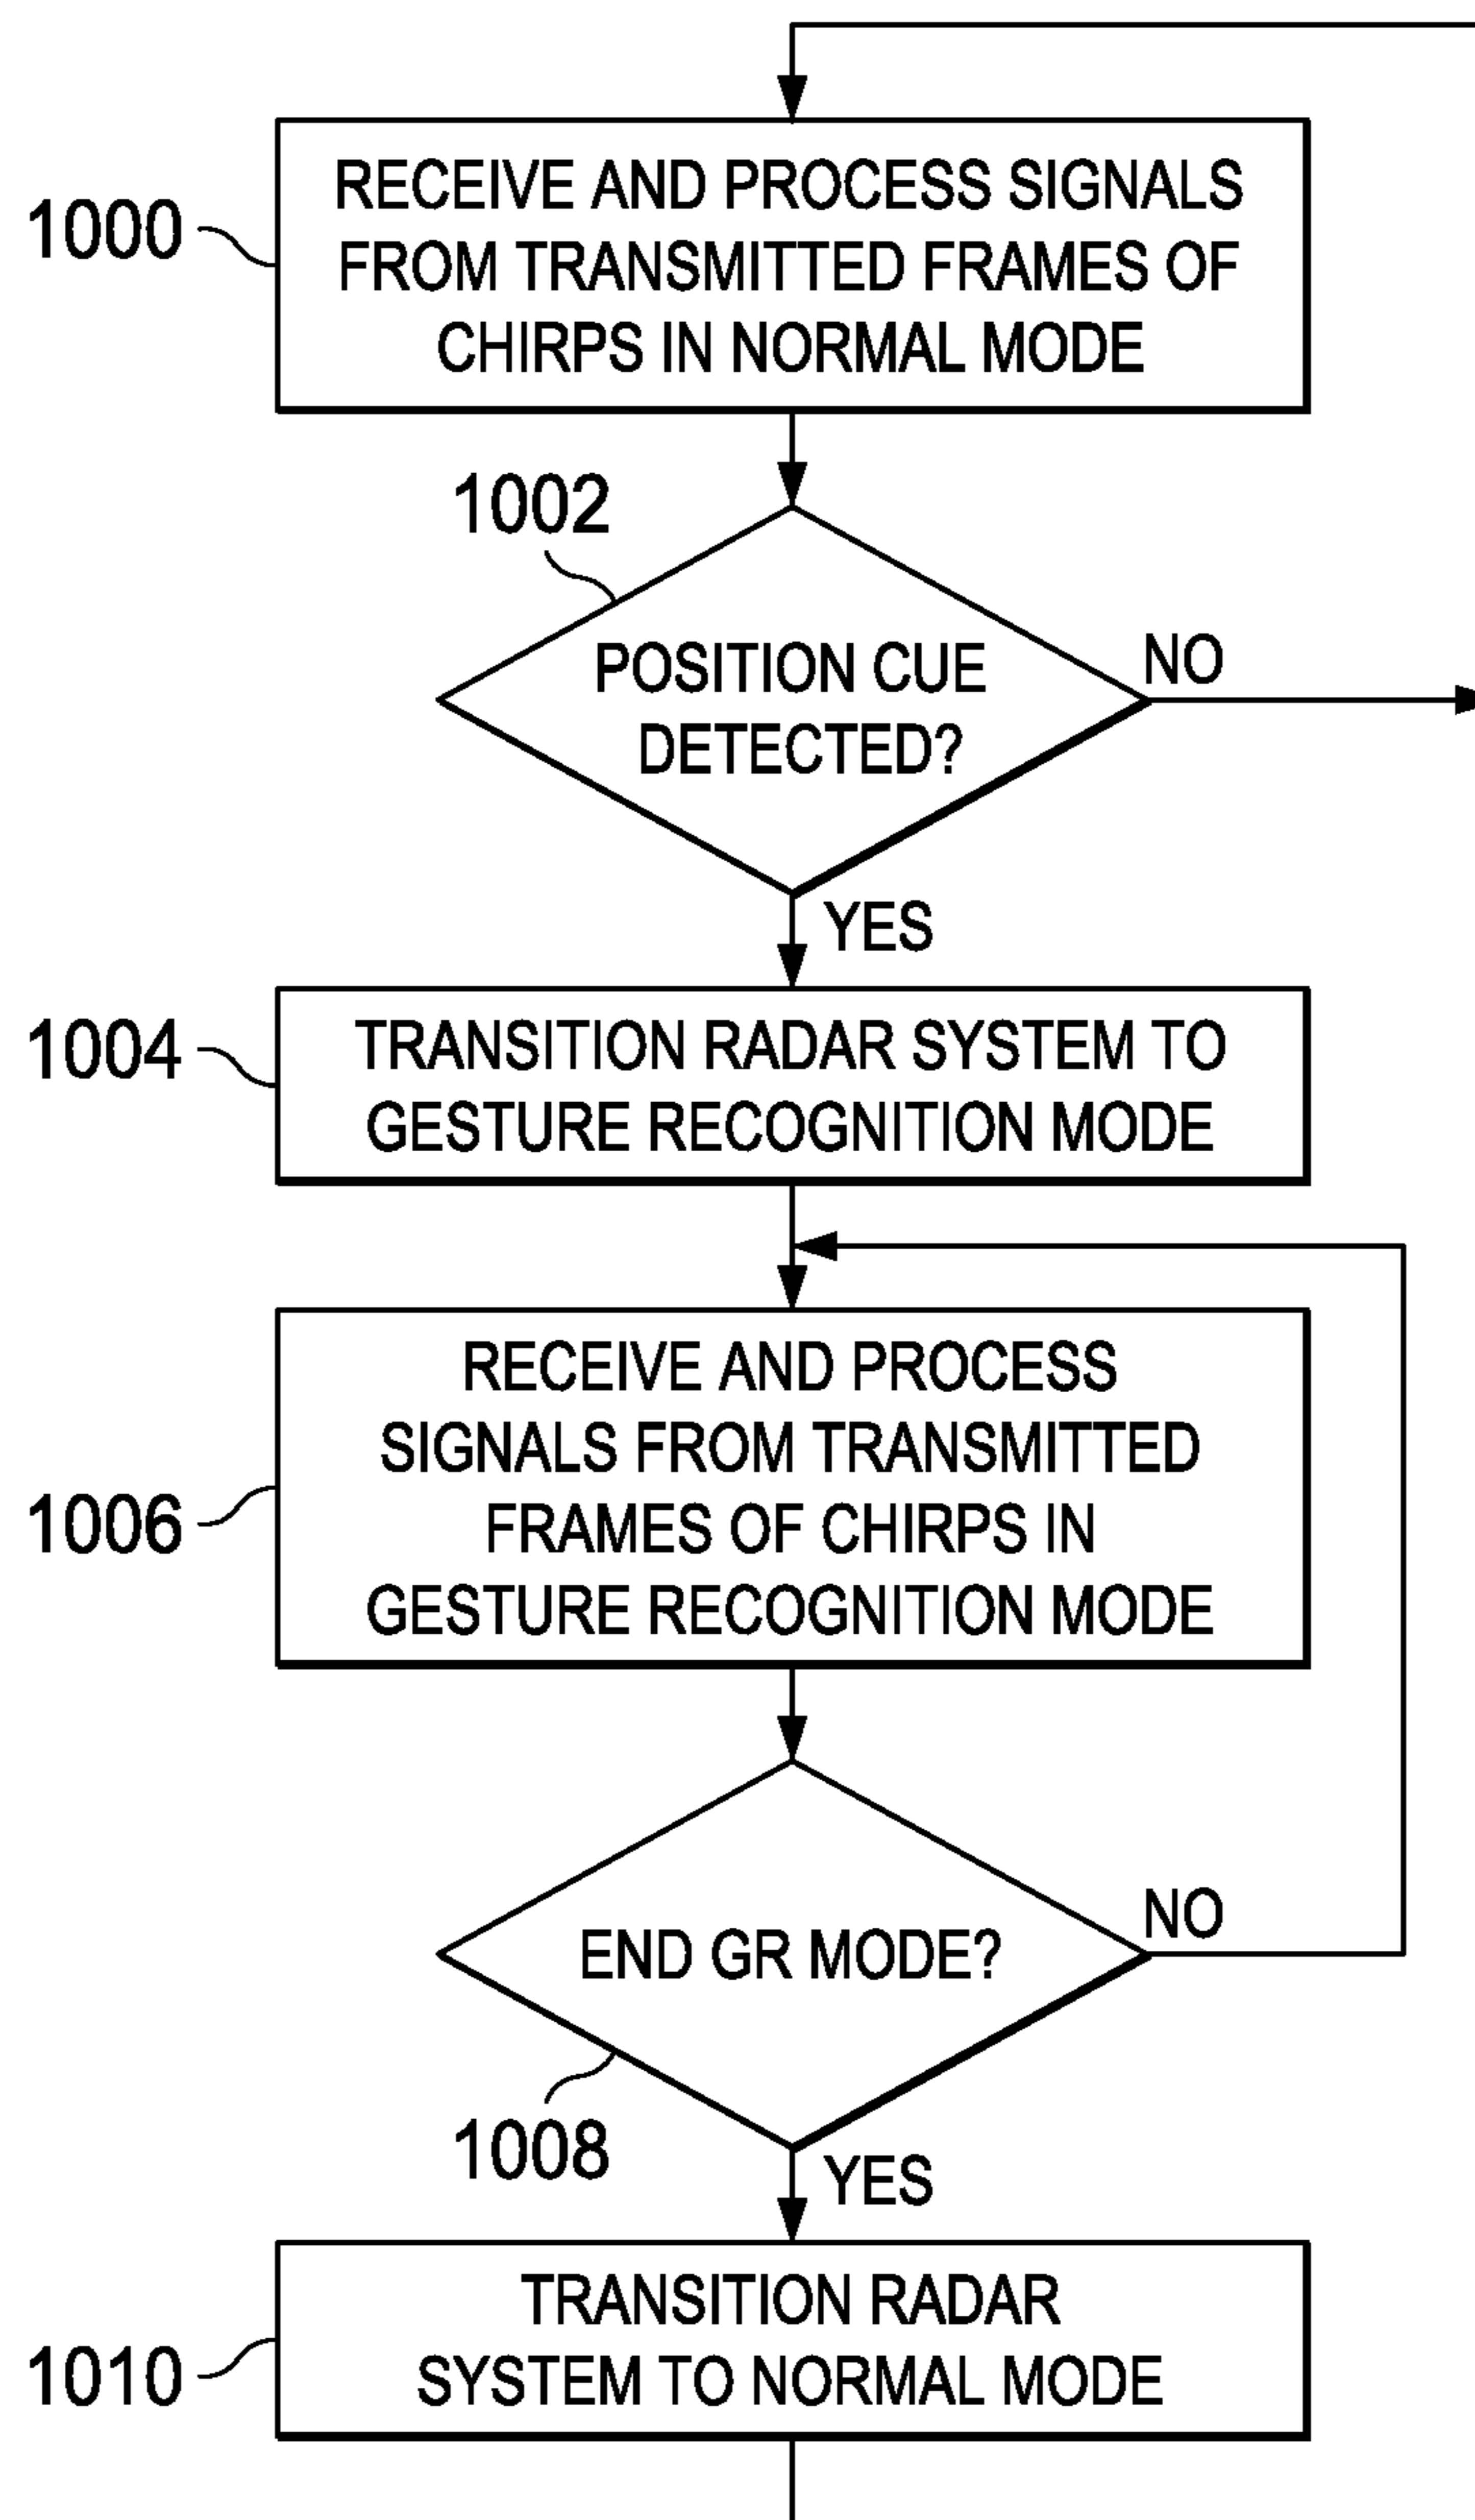 1000
RECEIVE AND PROCESS SIGNALS
FROM TRANSMITTED FRAMES OF
CHIRPS IN NORMAL MODE
1002
POSITION CUE
DETECTED?
NO
YES
1004
TRANSITION RADAR SYSTEM TO
GESTURE RECOGNITION MODE
1006
RECEIVE AND PROCESS
SIGNALS FROM TRANSMITTED
FRAMES OF CHIRPS IN
GESTURE RECOGNITION MODE
END GR MODE?
NO
1008
YES
1010
TRANSITION RADAR
SYSTEM TO NORMAL MODE